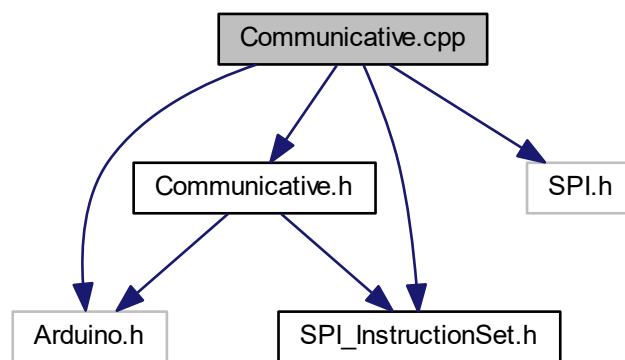 Communicative.cpp
Communicative.h
SPI.h
Arduino.h
SPI_InstructionSet.h